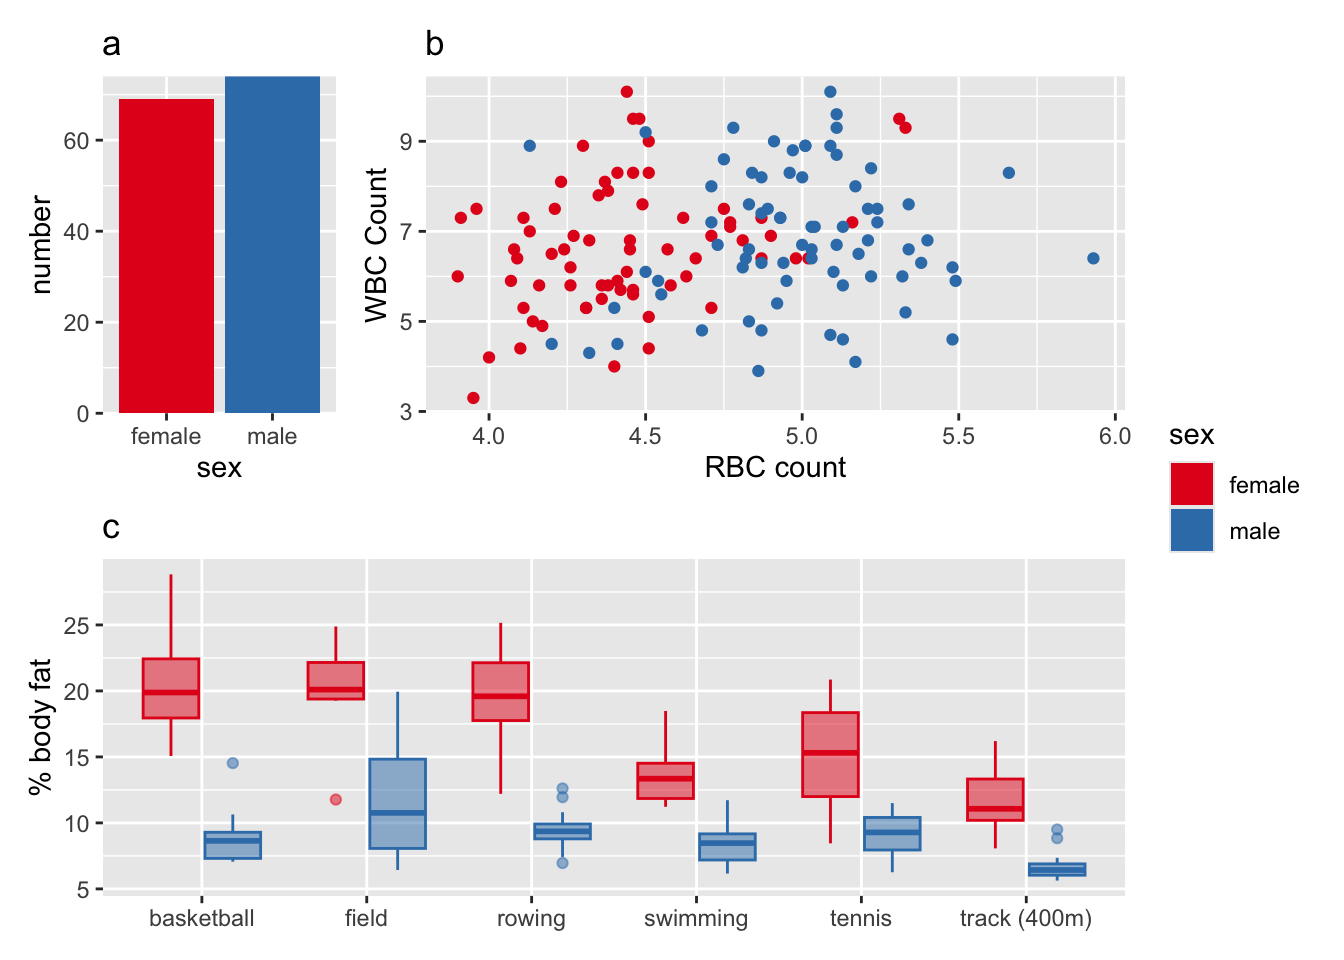 a
number
60
40
20
0
female male
sex
b
WBC Count
9
7
5
3
4.0 4.5 5.0 5.5 6.0
RBC count
sex
female
male
c
% body fat
25
20
15
10
5
basketball field rowing swimming tennis track (400m)